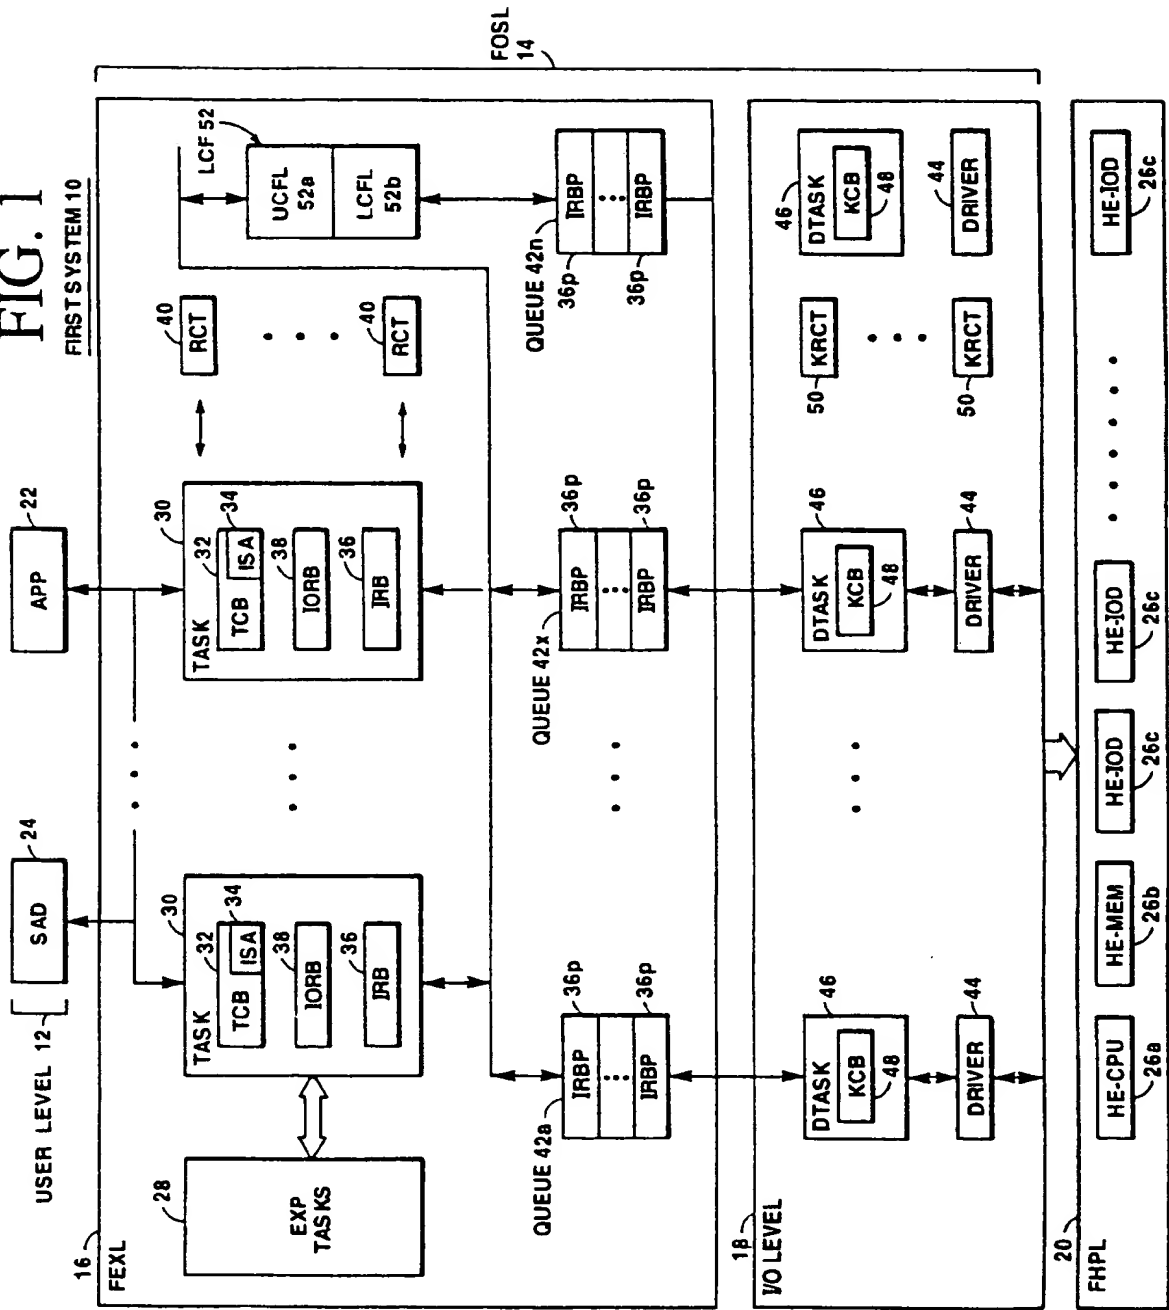 FIG. 1
FIRST SYSTEM 10
USER LEVEL 12
SAD
24
APP
22
16
FEXL
28
EXP
TASKS
30
TASK
32
TCB
34
ISA
38
IORB
36
IRB
30
TASK
32
TCB
34
ISA
38
IORB
36
IRB
40
RCT
40
RCT
LCF 52
UCFL
52a
LCFL
52b
FOSL
14
QUEUE 42a
IRBP
36p
IRBP
36p
QUEUE 42x
IRBP
36p
IRBP
36p
QUEUE 42n
IRBP
36p
IRBP
36p
18
I/O LEVEL
46
DTASK
KCB
48
DRIVER
44
46
DTASK
KCB
48
DRIVER
44
50
KRCT
50
KRCT
46
DTASK
KCB
48
DRIVER
44
20
FHPL
HE-CPU
26a
HE-MEM
26b
HE-IOD
26c
HE-IOD
26c
HE-IOD
26c